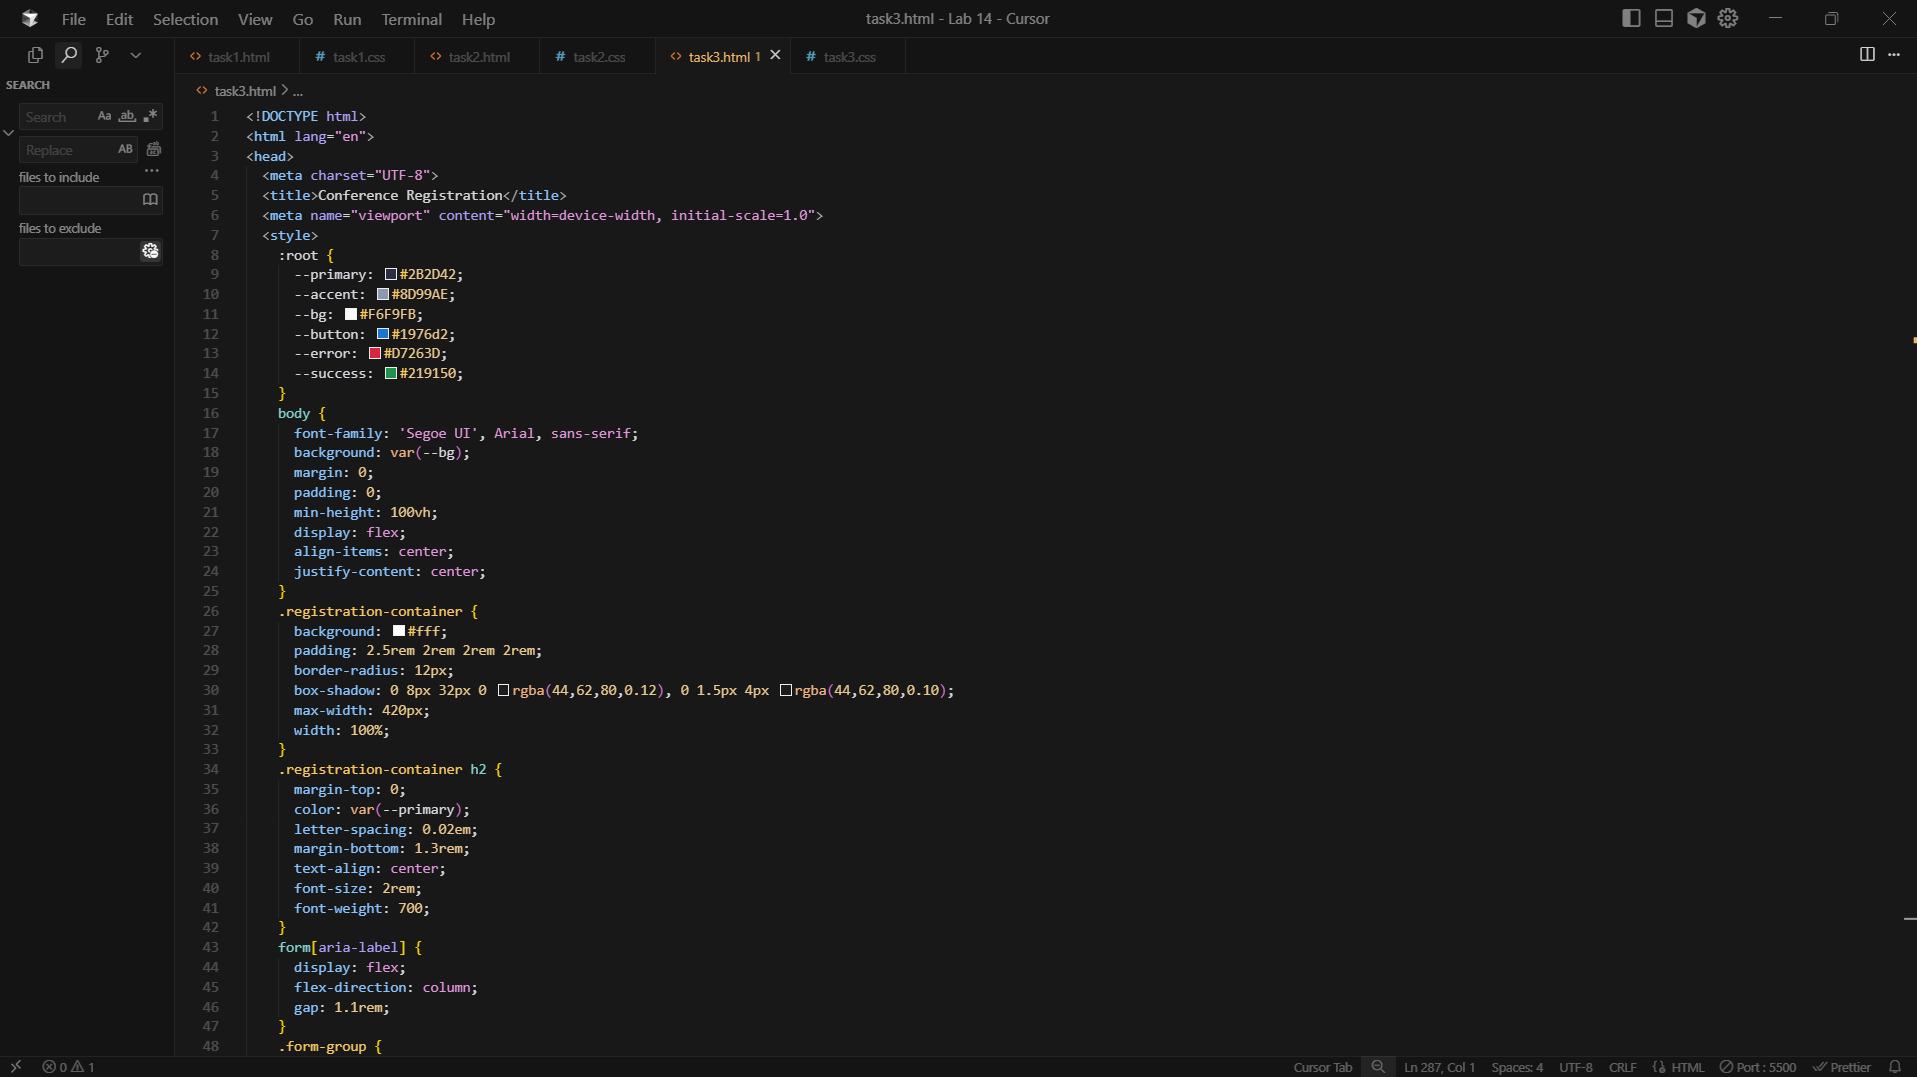 File Edit Selection View Go Run Terminal Help
task3.html - Lab 14 - Cursor
task1.html
# task1.css
task2.html
# task2.css
task3.html 1
# task3.css
SEARCH
Search Aa ab .*
Replace AB
files to include
files to exclude
task3.html > ...
1 <!DOCTYPE html>
2 <html lang="en">
3 <head>
4 <meta charset="UTF-8">
5 <title>Conference Registration</title>
6 <meta name="viewport" content="width=device-width, initial-scale=1.0">
7 <style>
8 :root {
9 --primary: #2B2D42;
10 --accent: #8D99AE;
11 --bg: #F6F9FB;
12 --button: #1976d2;
13 --error: #D7263D;
14 --success: #219150;
15 }
16 body {
17 font-family: 'Segoe UI', Arial, sans-serif;
18 background: var(--bg);
19 margin: 0;
20 padding: 0;
21 min-height: 100vh;
22 display: flex;
23 align-items: center;
24 justify-content: center;
25 }
26 .registration-container {
27 background: #fff;
28 padding: 2.5rem 2rem 2rem 2rem;
29 border-radius: 12px;
30 box-shadow: 0 8px 32px 0 rgba(44,62,80,0.12), 0 1.5px 4px rgba(44,62,80,0.10);
31 max-width: 420px;
32 width: 100%;
33 }
34 .registration-container h2 {
35 margin-top: 0;
36 color: var(--primary);
37 letter-spacing: 0.02em;
38 margin-bottom: 1.3rem;
39 text-align: center;
40 font-size: 2rem;
41 font-weight: 700;
42 }
43 form[aria-label] {
44 display: flex;
45 flex-direction: column;
46 gap: 1.1rem;
47 }
48 .form-group {
0 1
Cursor Tab
Ln 287, Col 1
Spaces: 4
UTF-8
CRLF
HTML
Port : 5500
Prettier